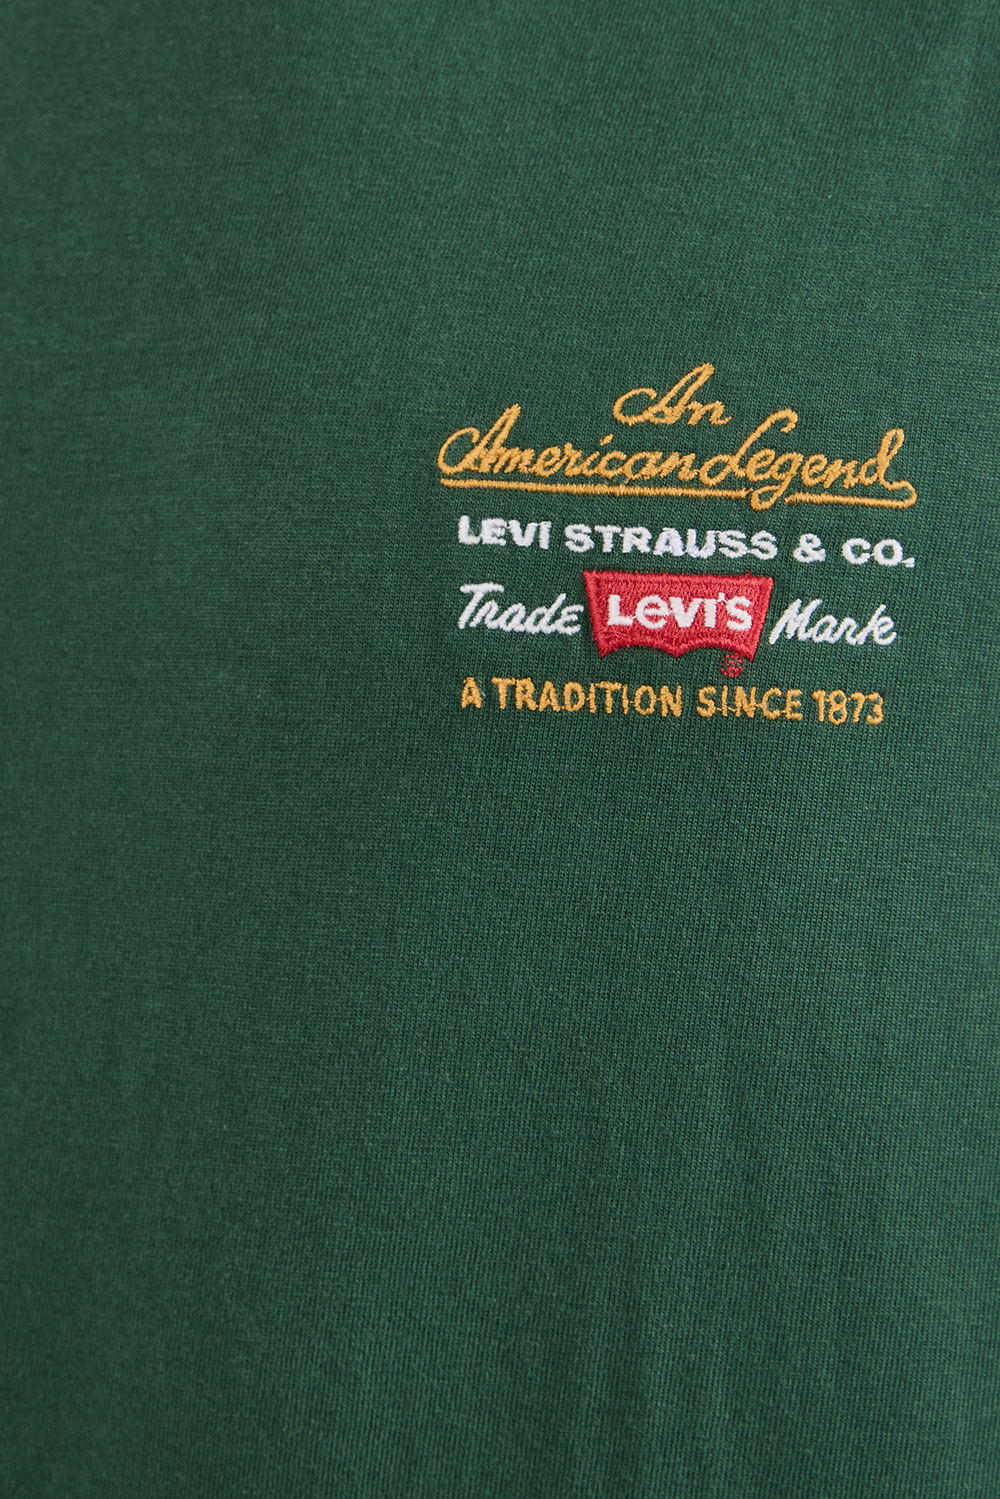 An
American Legend
LEVI STRAUSS & CO.
Trade Levi's Mark
®
A TRADITION SINCE 1873